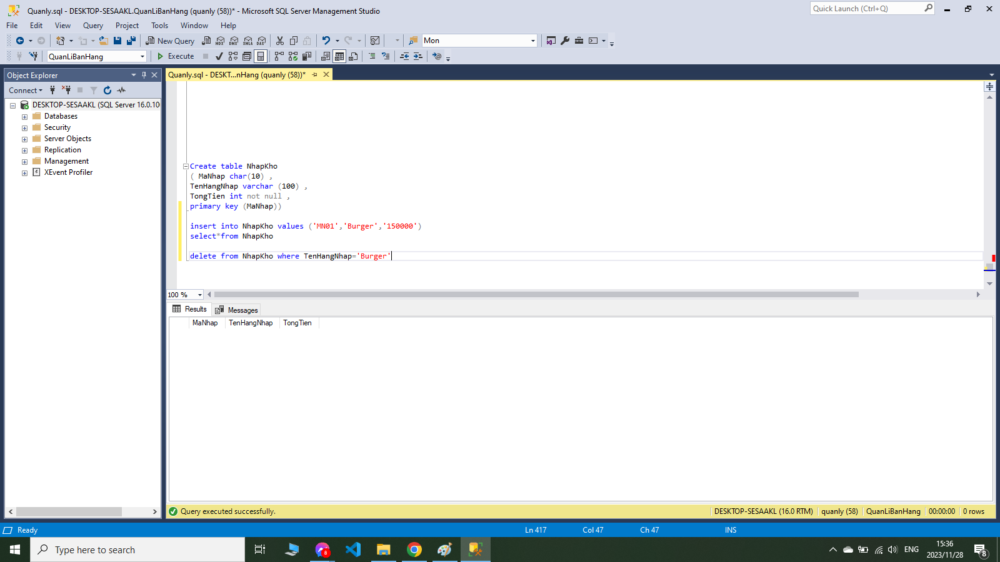 Quanly.sql - DESKTOP-SESAAKL.QuanLiBanHang (quanly (58))* - Microsoft SQL Server Management Studio
Quick Launch (Ctrl+Q)
File Edit View Query Project Tools Window Help
New Query
MDX DMX XMLA DAX
Mon
QuanLiBanHang
Execute
Object Explorer
Quanly.sql - DESKT...nHang (quanly (58))*
Connect
DESKTOP-SESAAKL (SQL Server 16.0.10
Databases
Security
Server Objects
Replication
Management
XEvent Profiler
Create table NhapKho
( MaNhap char(10) ,
TenHangNhap varchar (100) ,
TongTien int not null ,
primary key (MaNhap))
insert into NhapKho values ('MN01','Burger','150000')
select*from NhapKho
delete from NhapKho where TenHangNhap='Burger'
100 %
Results Messages
MaNhap TenHangNhap TongTien
Query executed successfully.
DESKTOP-SESAAKL (16.0 RTM) quanly (58) QuanLiBanHang 00:00:00 0 rows
Ready
Ln 417 Col 47 Ch 47 INS
Type here to search
8
ENG
15:36
2023/11/28
8